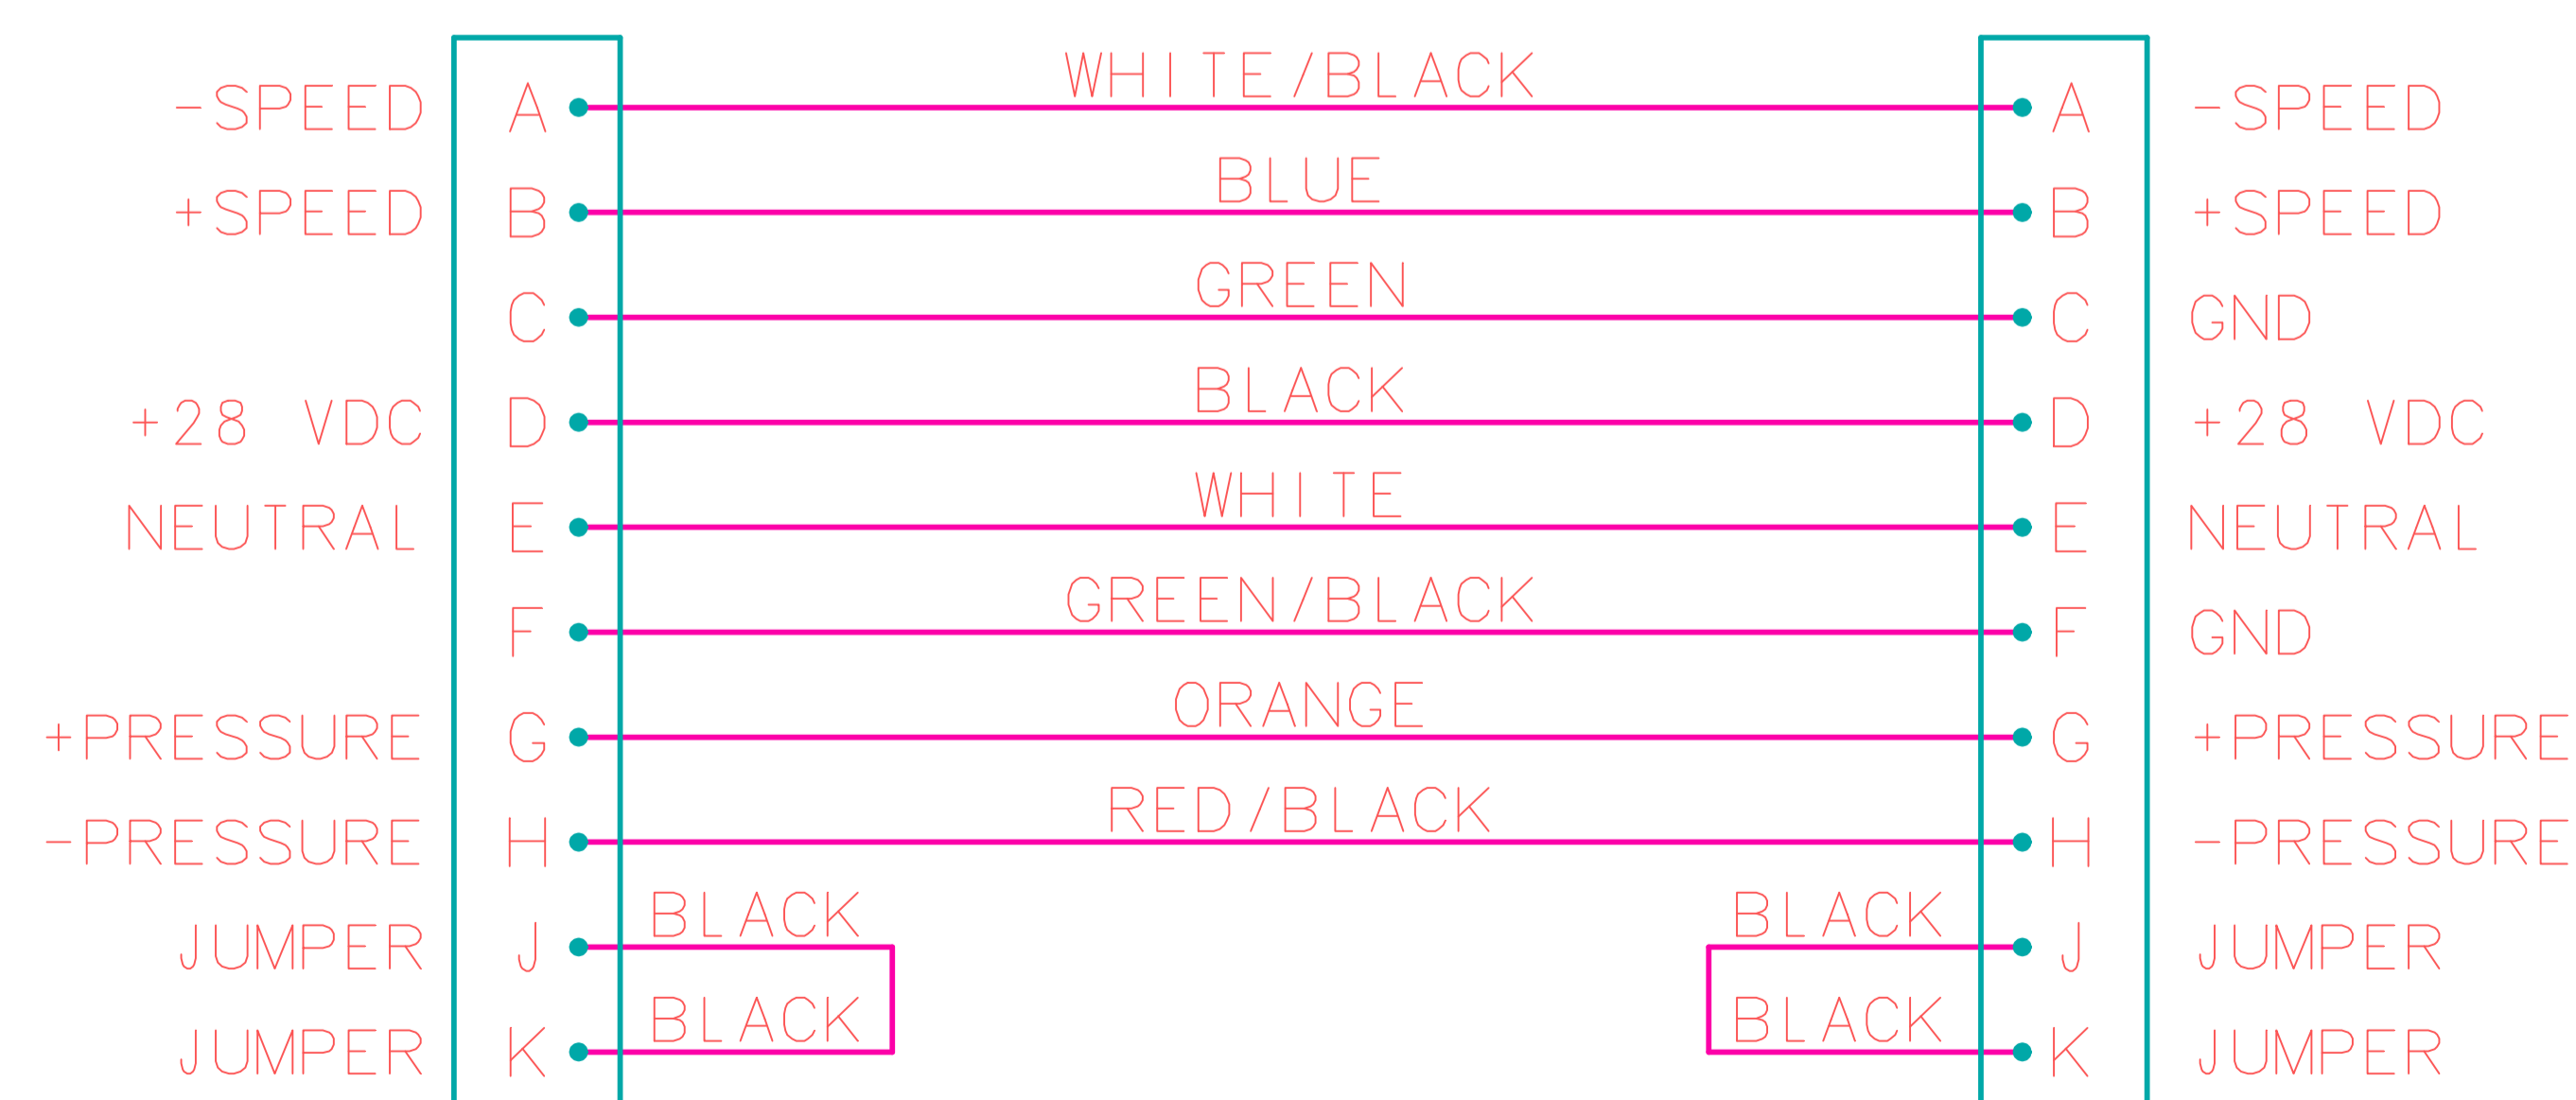 WHITE/BLACK
-SPEED A A -SPEED
BLUE
+SPEED B B +SPEED
GREEN
C C GND
BLACK
+28 VDC D D +28 VDC
WHITE
NEUTRAL E E NEUTRAL
GREEN/BLACK
F F GND
ORANGE
+PRESSURE G G +PRESSURE
RED/BLACK
-PRESSURE H H -PRESSURE
BLACK BLACK
JUMPER J J JUMPER
BLACK BLACK
JUMPER K K JUMPER